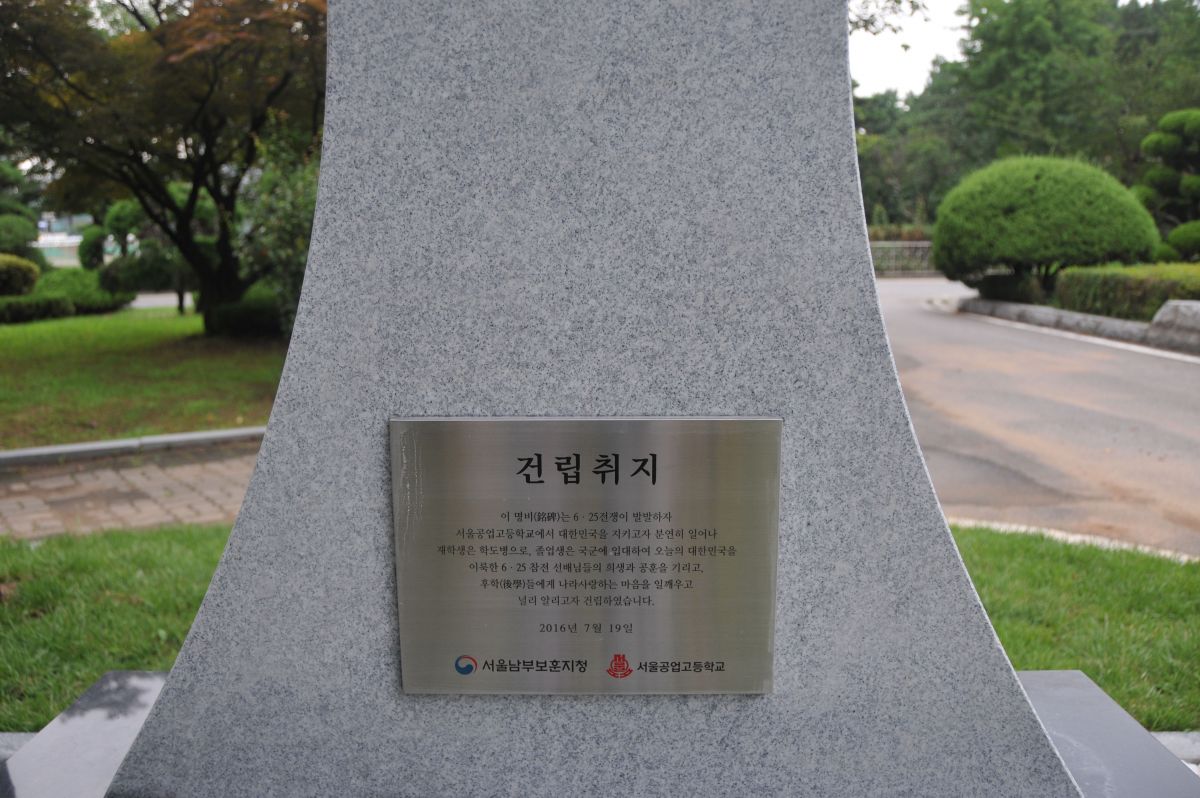 건립취지
이 명비(銘碑)는 6 · 25전쟁이 발발하자
서울공업고등학교에서 대한민국을 지키고자 분연히 일어나
재학생은 학도병으로, 졸업생은 국군에 입대하여 오늘의 대한민국을
이룩한 6 · 25 참전 선배님들의 희생과 공훈을 기리고,
후학(後學)들에게 나라사랑하는 마음을 일깨우고
널리 알리고자 건립하였습니다.
2016년 7월 19일
서울남부보훈지청 서울공업고등학교